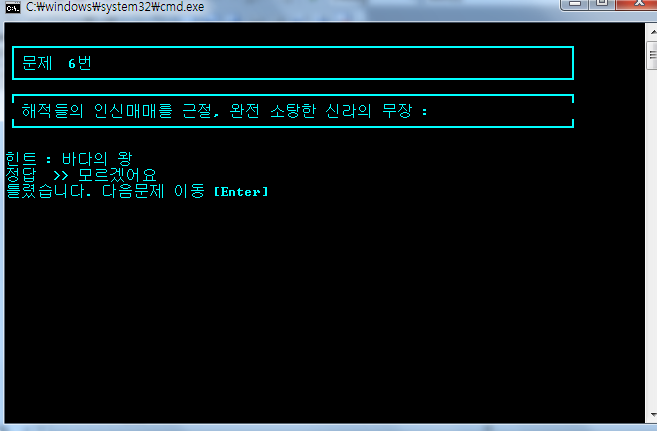 C:₩windows₩system32₩cmd.exe
문제 6번
해적들의 인신매매를 근절, 완전 소탕한 신라의 무장 :
힌트 : 바다의 왕
정답 >> 모르겠어요
틀렸습니다. 다음문제 이동 [Enter]